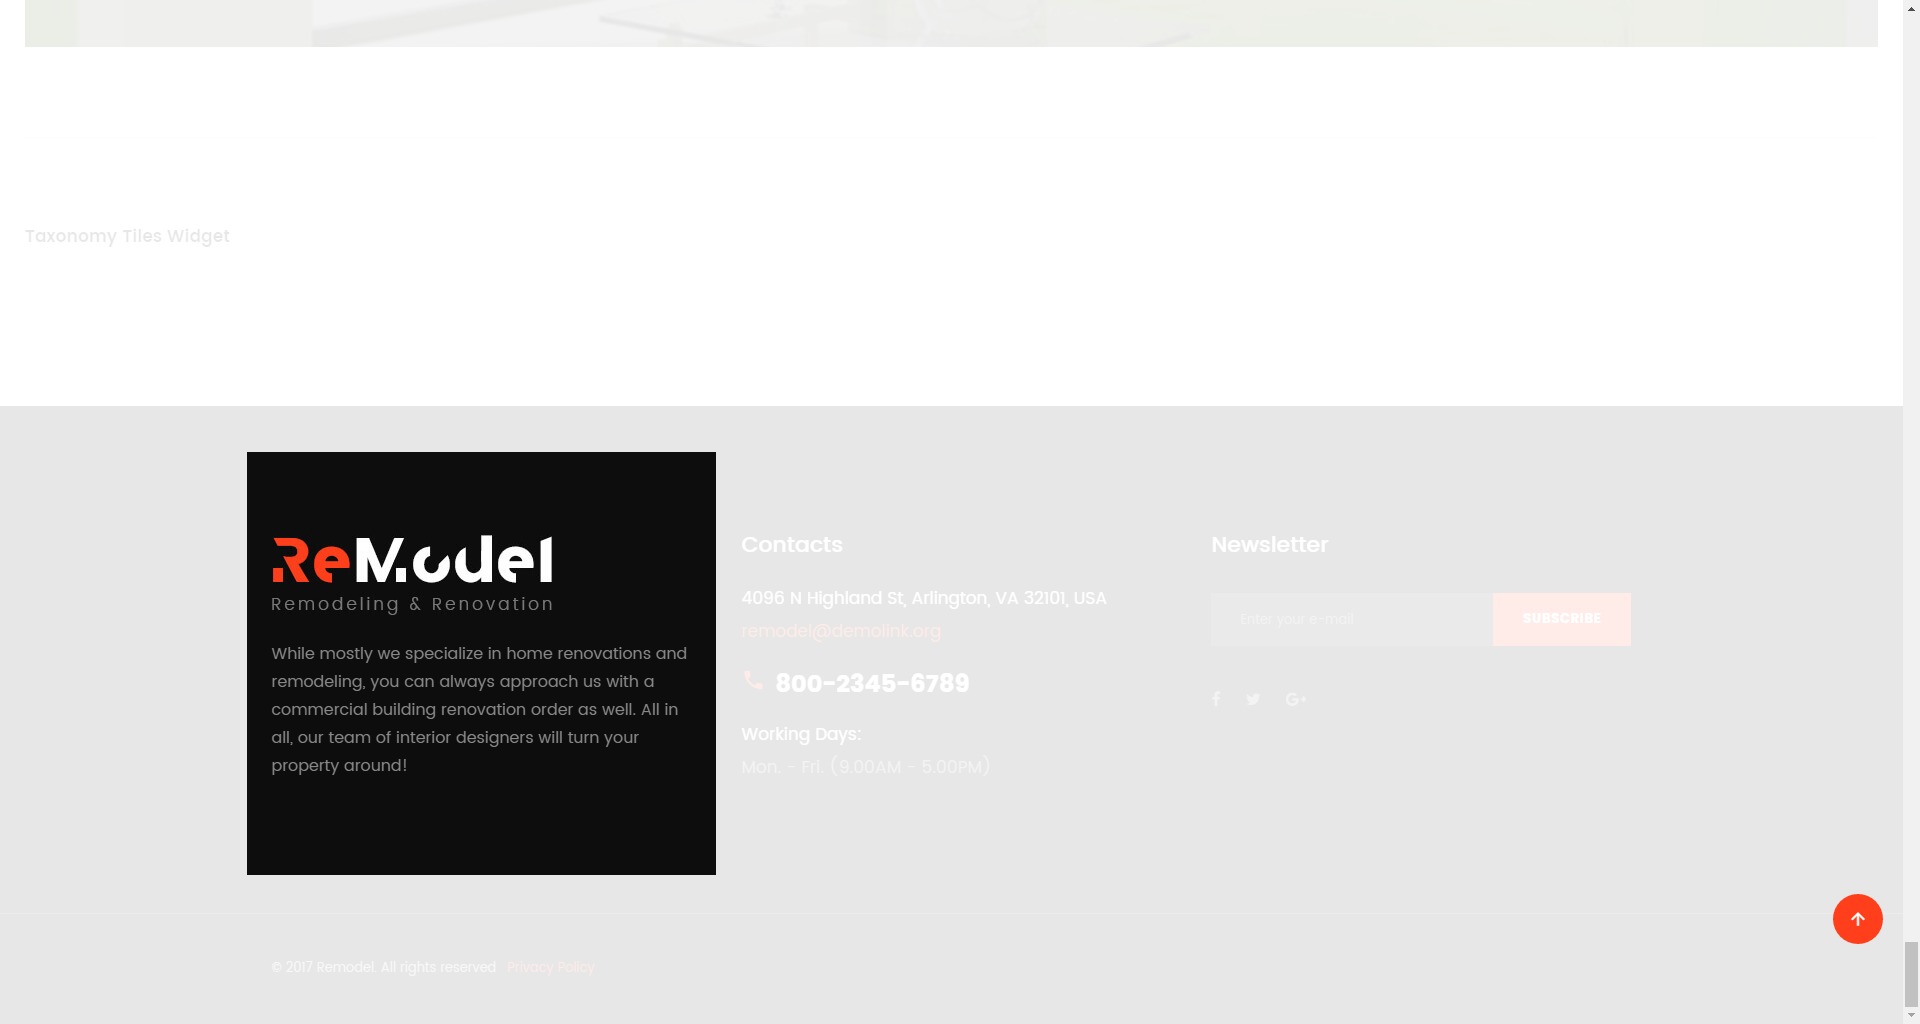 Taxonomy Tiles Widget
ReModel
Remodeling & Renovation
While mostly we specialize in home renovations and
remodeling, you can always approach us with a
commercial building renovation order as well. All in
all, our team of interior designers will turn your
property around!
Contacts
4096 N Highland St, Arlington, VA 32101, USA
remodel@demolink.org
800-2345-6789
Working Days:
Mon. - Fri. (9.00AM - 5.00PM)
Newsletter
Enter your e-mail
SUBSCRIBE
© 2017 Remodel. All rights reserved Privacy Policy